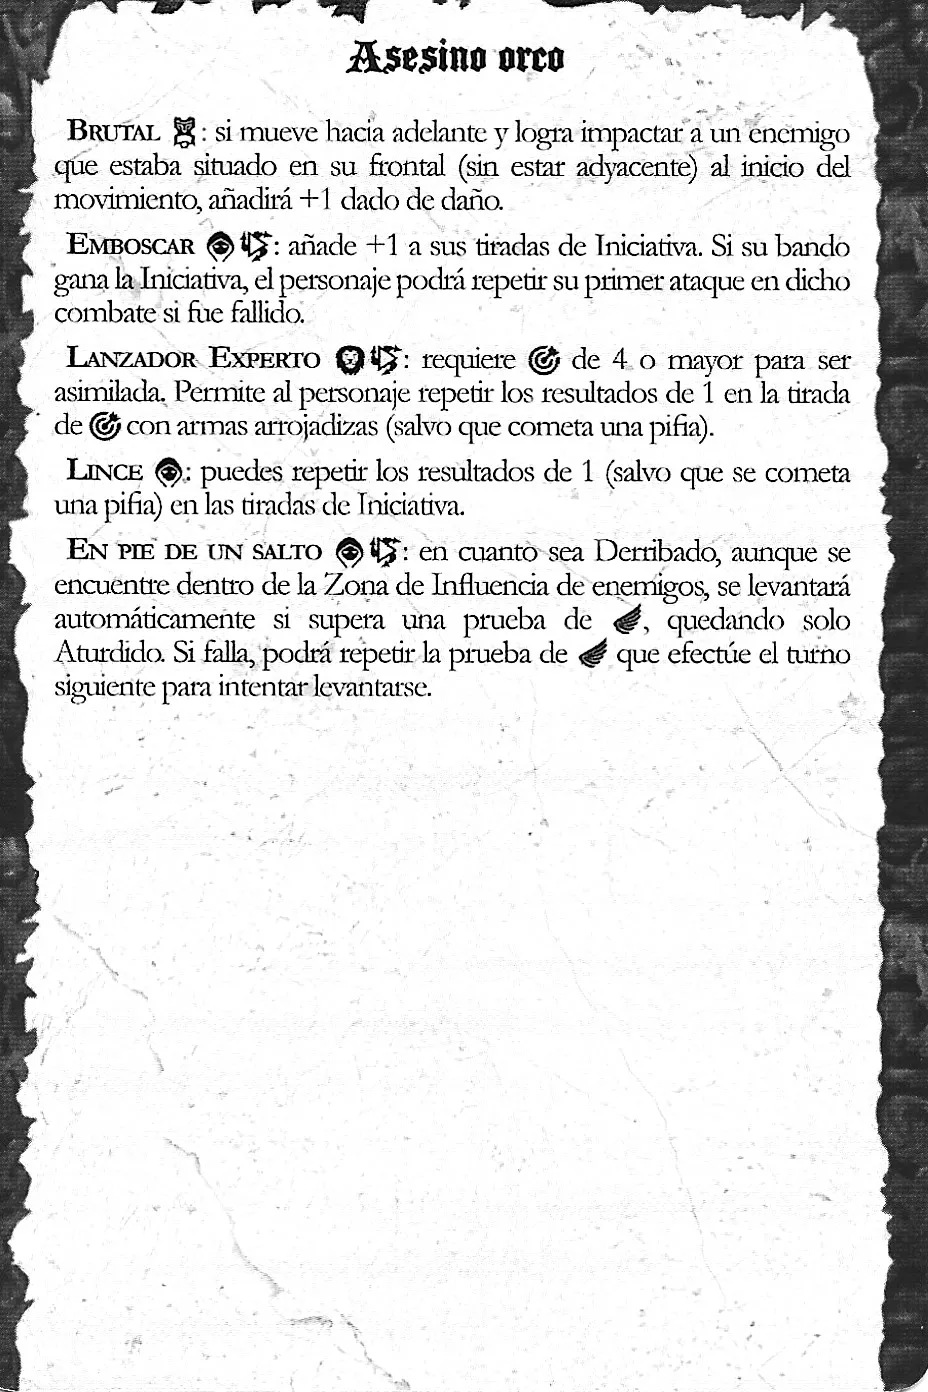 Asesino orco
BRUTAL : si mueve hacia adelante y logra impactar a un enemigo
que estaba situado en su frontal (sin estar adyacente) al inicio del
movimiento, añadirá +1 dado de daño.
EMBOSCAR : añade +1 a sus tiradas de Iniciativa. Si su bando
gana la Iniciativa, el personaje podrá repetir su primer ataque en dicho
combate si fue fallido.
LANZADOR EXPERTO : requiere de 4 o mayor para ser
asimilada. Permite al personaje repetir los resultados de 1 en la tirada
de con armas arrojadizas (salvo que cometa una pifia).
LINCE : puedes repetir los resultados de 1 (salvo que se cometa
una pifia) en las tiradas de Iniciativa.
EN PIE DE UN SALTO : en cuanto sea Derribado, aunque se
encuentre dentro de la Zona de Influencia de enemigos, se levantará
automáticamente si supera una prueba de , quedando solo
Aturdido. Si falla, podrá repetir la prueba de que efectúe el turno
siguiente para intentar levantarse.